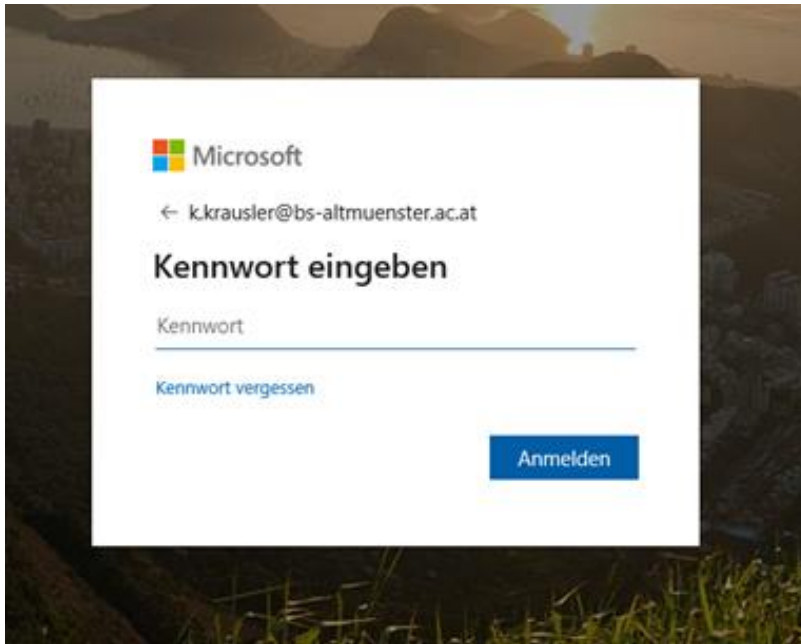 Microsoft
← k.krausler@bs-altmuenster.ac.at
Kennwort eingeben
Kennwort
Kennwort vergessen
Anmelden